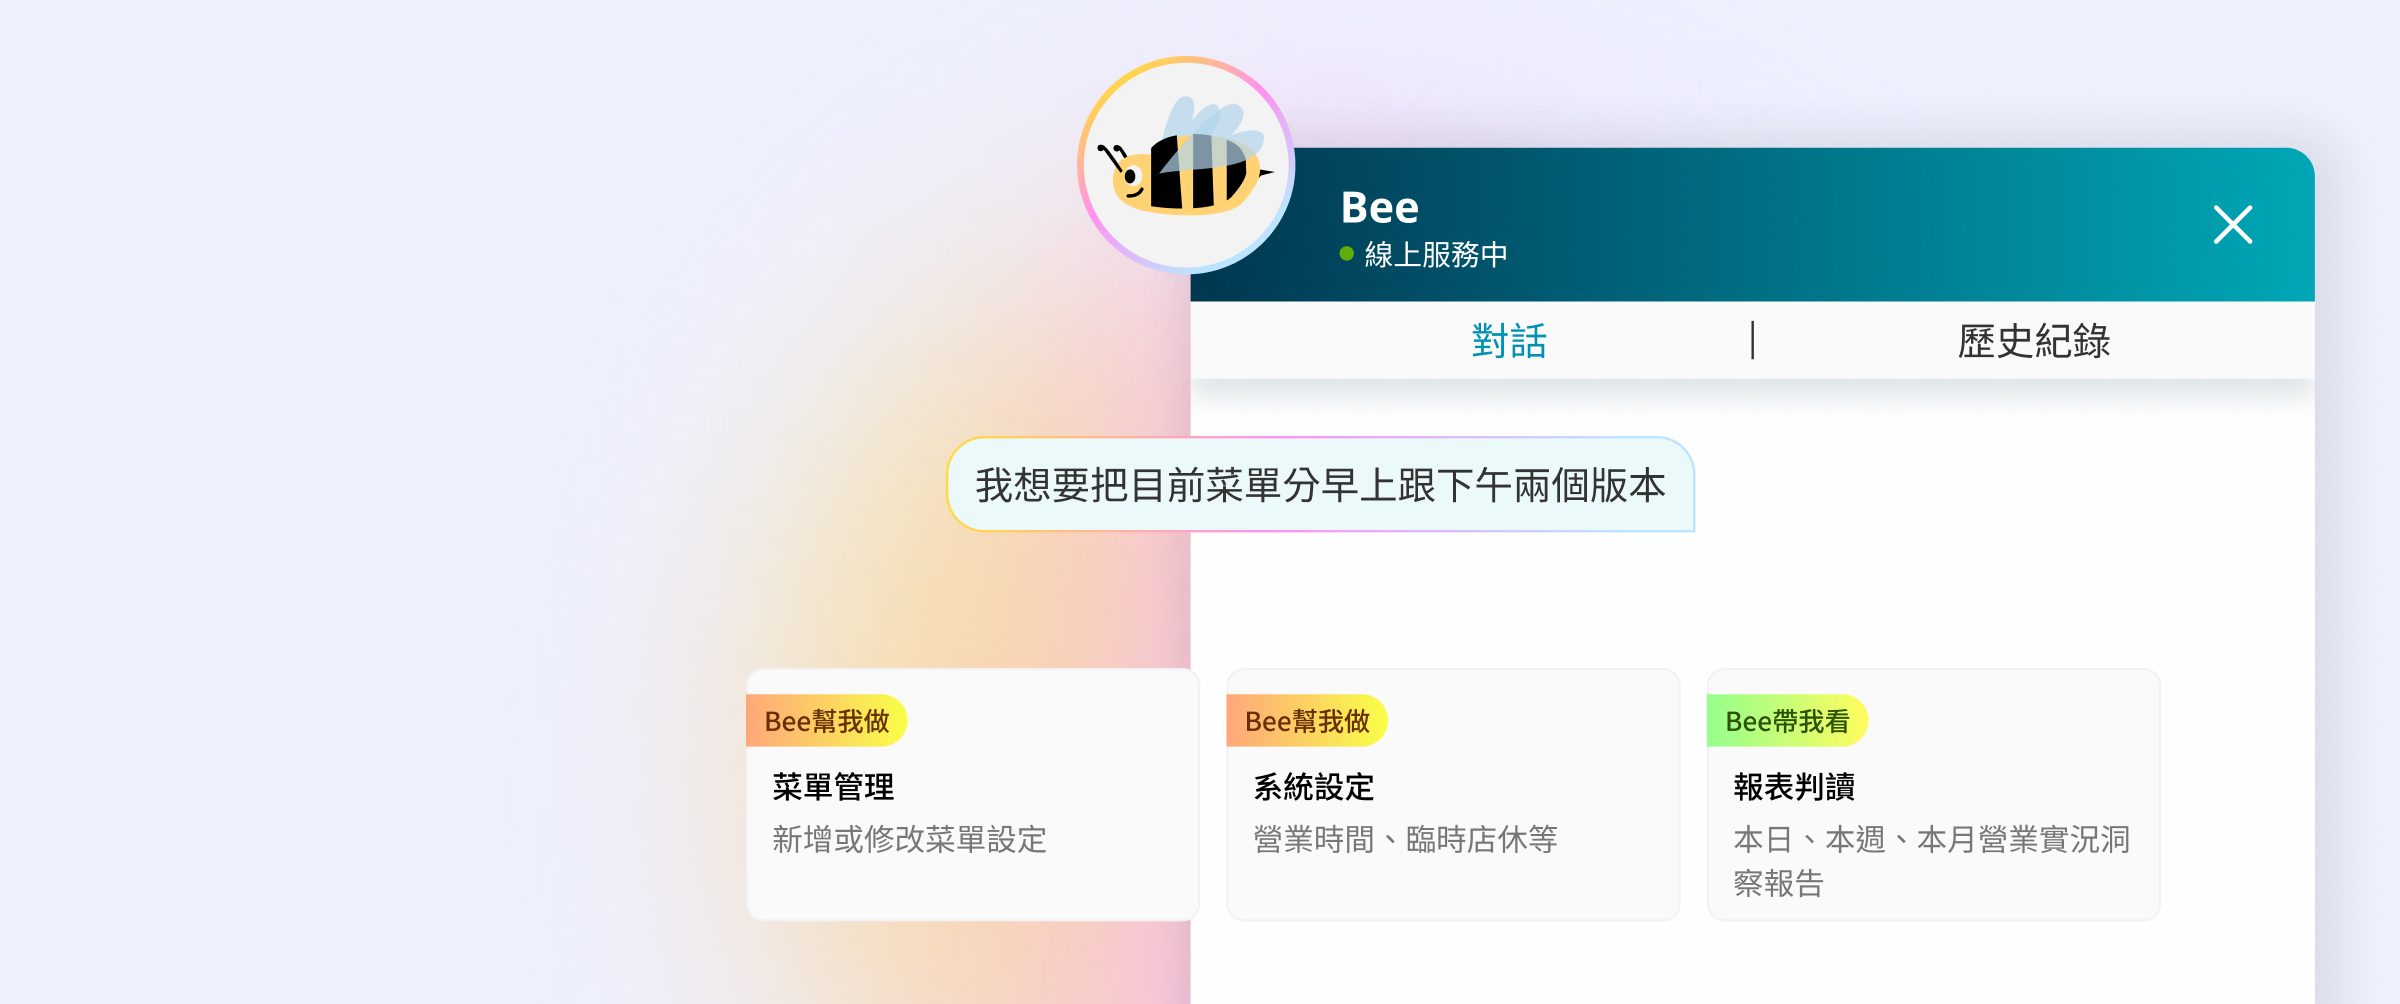 Bee
線上服務中
對話 | 歷史紀錄
我想要把目前菜單分早上跟下午兩個版本
Bee幫我做
菜單管理
新增或修改菜單設定
Bee幫我做
系統設定
營業時間、臨時店休等
Bee帶我看
報表判讀
本日、本週、本月營業實況洞
察報告